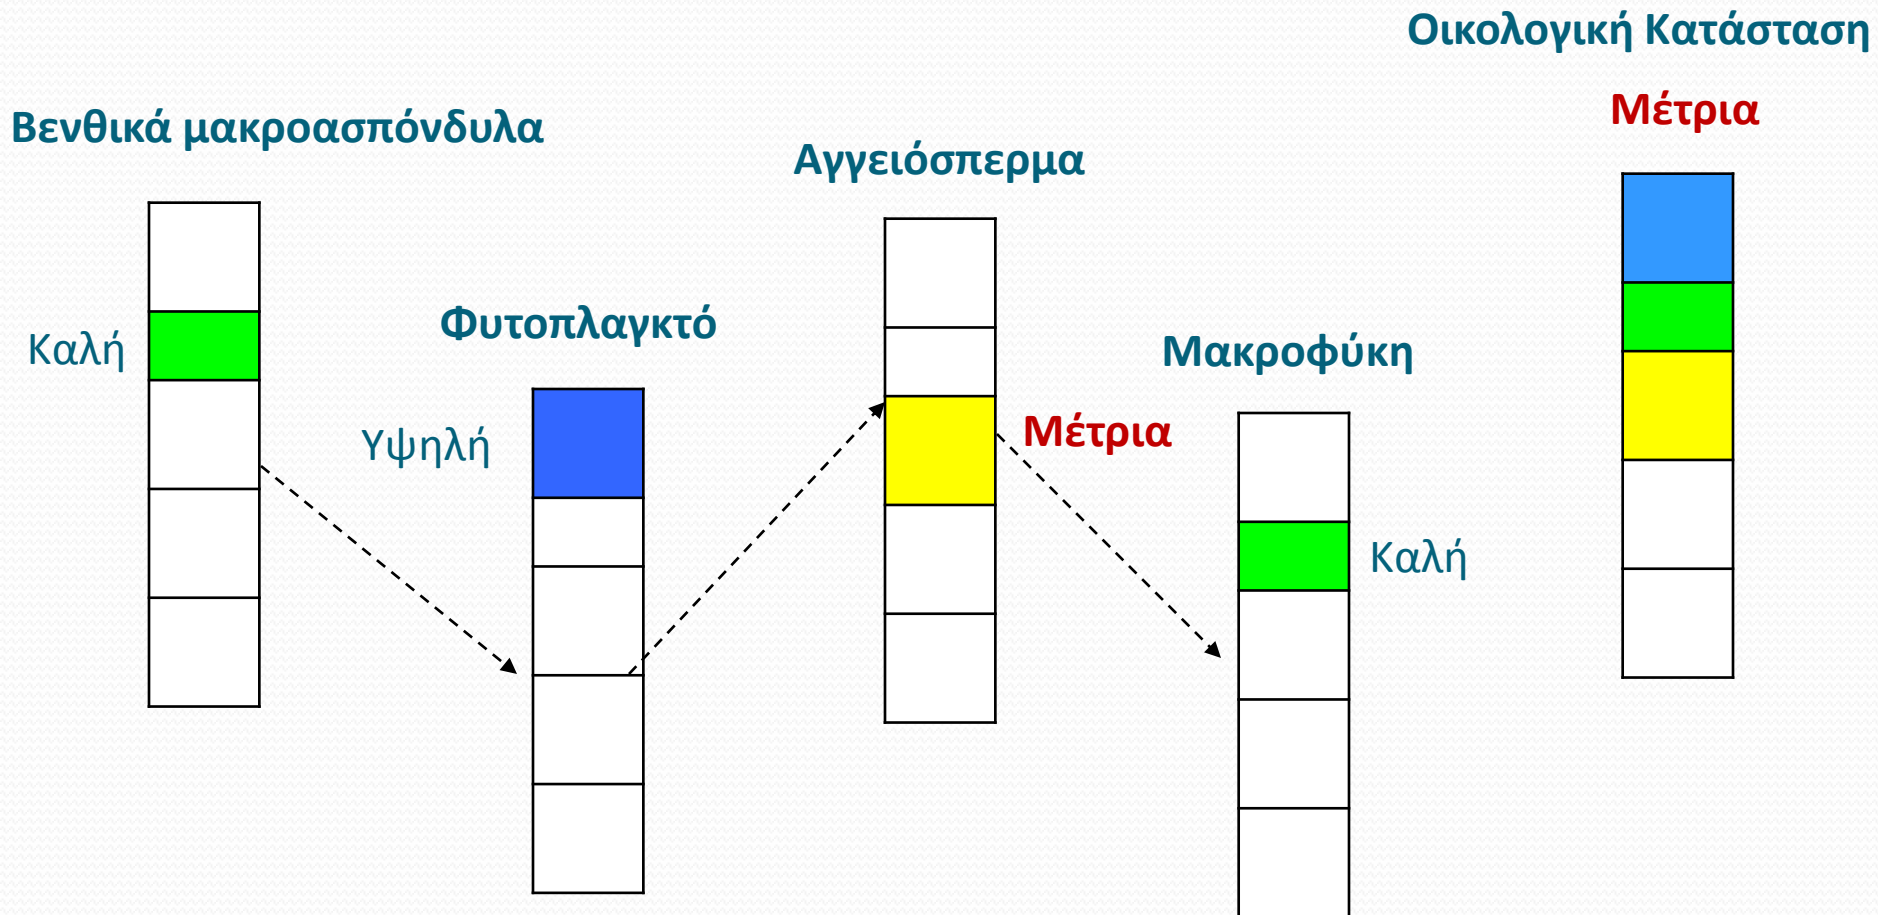 Οικολογική Κατάσταση
Μέτρια
Βενθικά μακροασπόνδυλα
Καλή
Φυτοπλαγκτό
Υψηλή
Αγγειόσπερμα
Μέτρια
Μακροφύκη
Καλή